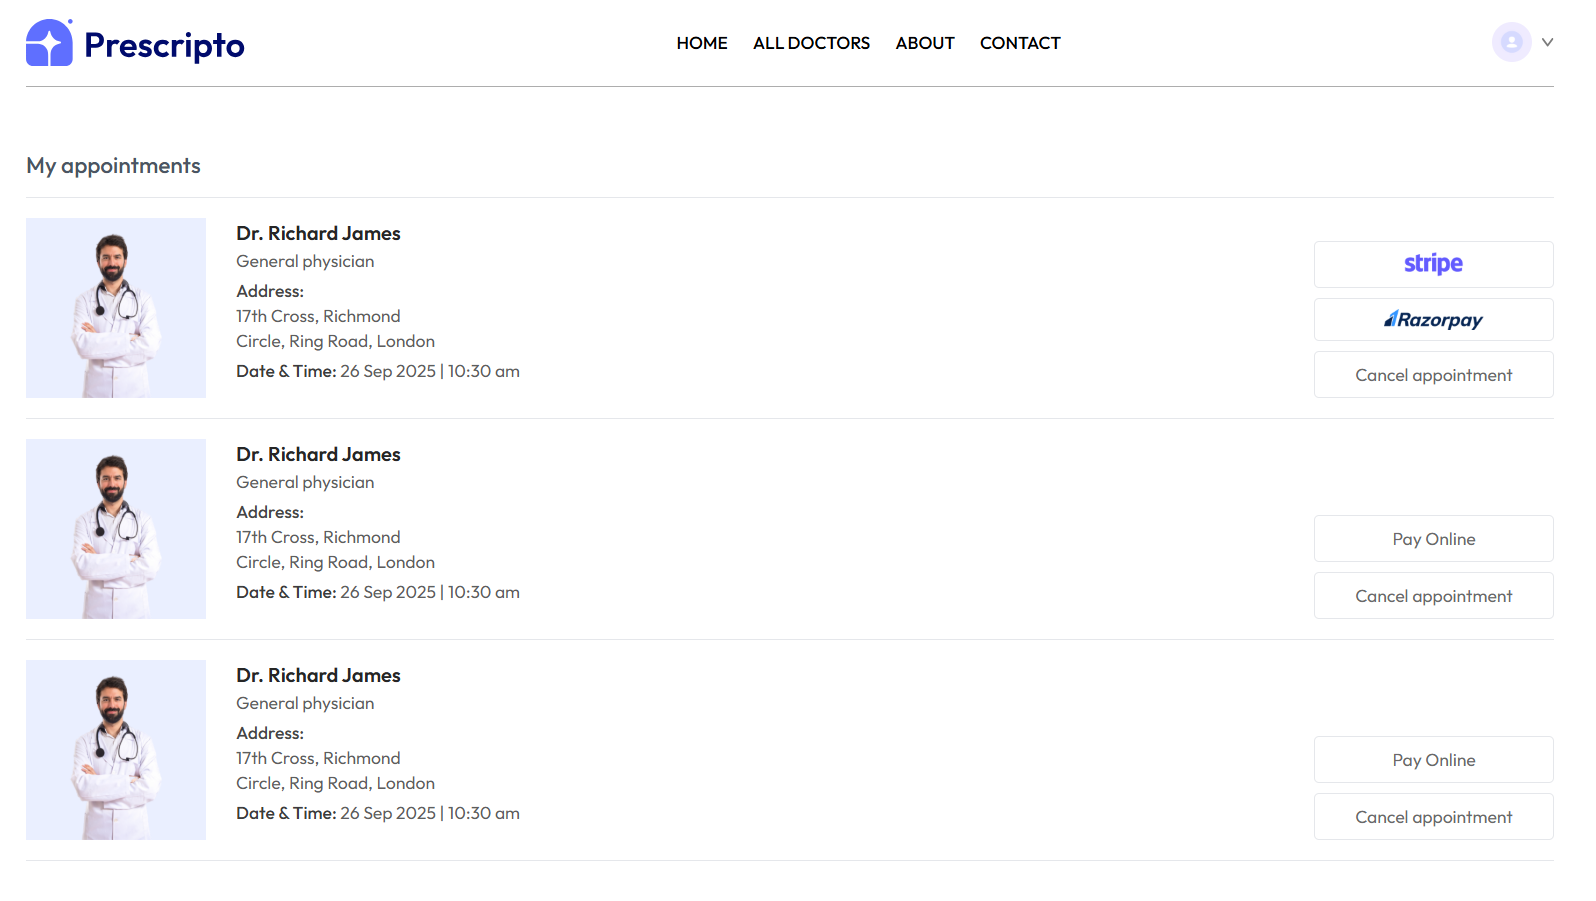 Prescripto
HOME ALL DOCTORS ABOUT CONTACT
My appointments
Dr. Richard James
General physician
Address:
17th Cross, Richmond
Circle, Ring Road, London
Date & Time: 26 Sep 2025 | 10:30 am
stripe
Razorpay
Cancel appointment
Dr. Richard James
General physician
Address:
17th Cross, Richmond
Circle, Ring Road, London
Date & Time: 26 Sep 2025 | 10:30 am
Pay Online
Cancel appointment
Dr. Richard James
General physician
Address:
17th Cross, Richmond
Circle, Ring Road, London
Date & Time: 26 Sep 2025 | 10:30 am
Pay Online
Cancel appointment